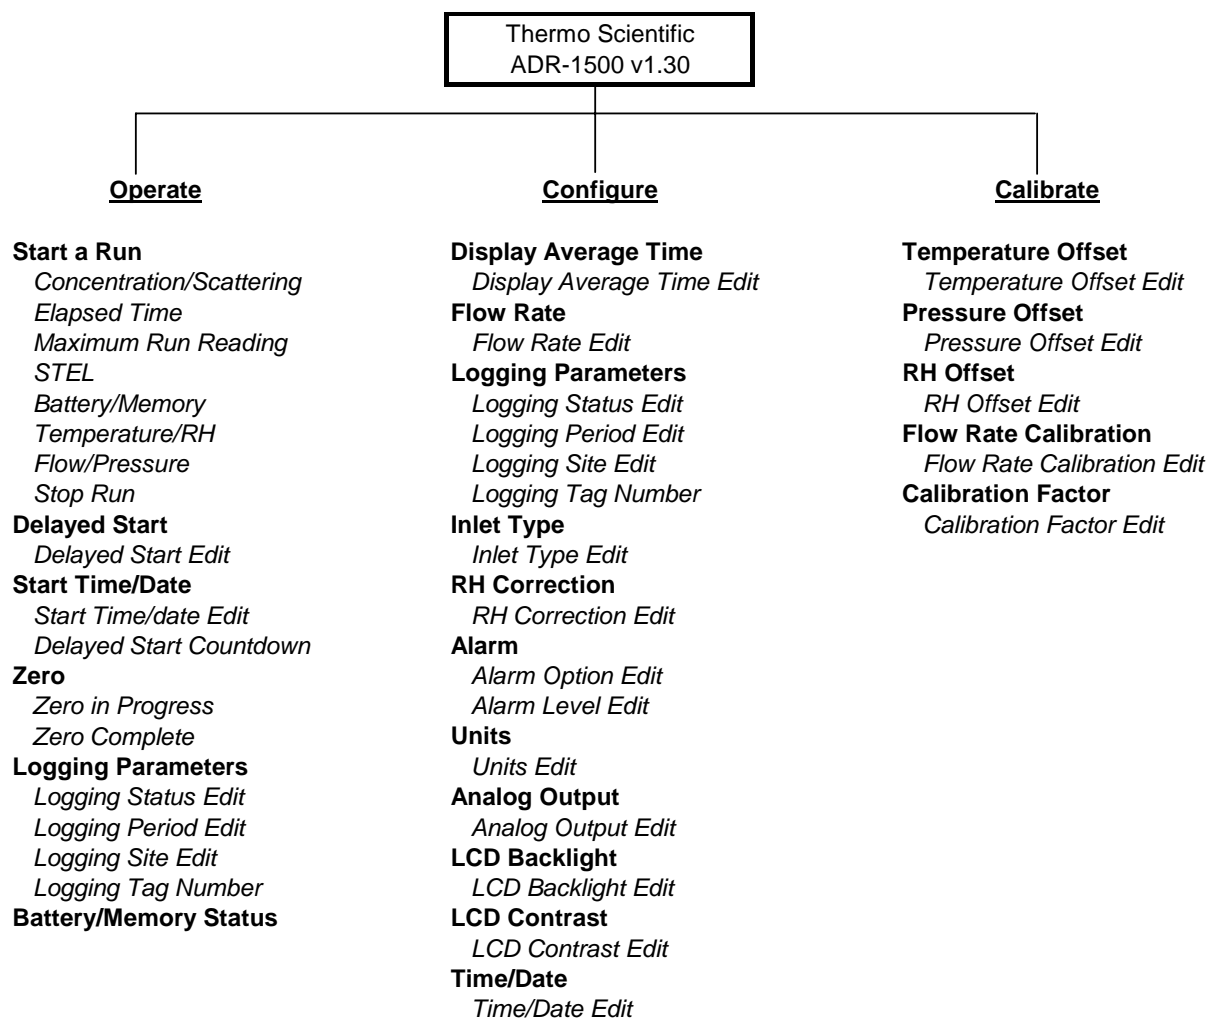 Thermo Scientific
ADR-1500 v1.30
Operate
Start a Run
Concentration/Scattering
Elapsed Time
Maximum Run Reading
STEL
Battery/Memory
Temperature/RH
Flow/Pressure
Stop Run
Delayed Start
Delayed Start Edit
Start Time/Date
Start Time/date Edit
Delayed Start Countdown
Zero
Zero in Progress
Zero Complete
Logging Parameters
Logging Status Edit
Logging Period Edit
Logging Site Edit
Logging Tag Number
Battery/Memory Status
Configure
Display Average Time
Display Average Time Edit
Flow Rate
Flow Rate Edit
Logging Parameters
Logging Status Edit
Logging Period Edit
Logging Site Edit
Logging Tag Number
Inlet Type
Inlet Type Edit
RH Correction
RH Correction Edit
Alarm
Alarm Option Edit
Alarm Level Edit
Units
Units Edit
Analog Output
Analog Output Edit
LCD Backlight
LCD Backlight Edit
LCD Contrast
LCD Contrast Edit
Time/Date
Time/Date Edit
Calibrate
Temperature Offset
Temperature Offset Edit
Pressure Offset
Pressure Offset Edit
RH Offset
RH Offset Edit
Flow Rate Calibration
Flow Rate Calibration Edit
Calibration Factor
Calibration Factor Edit